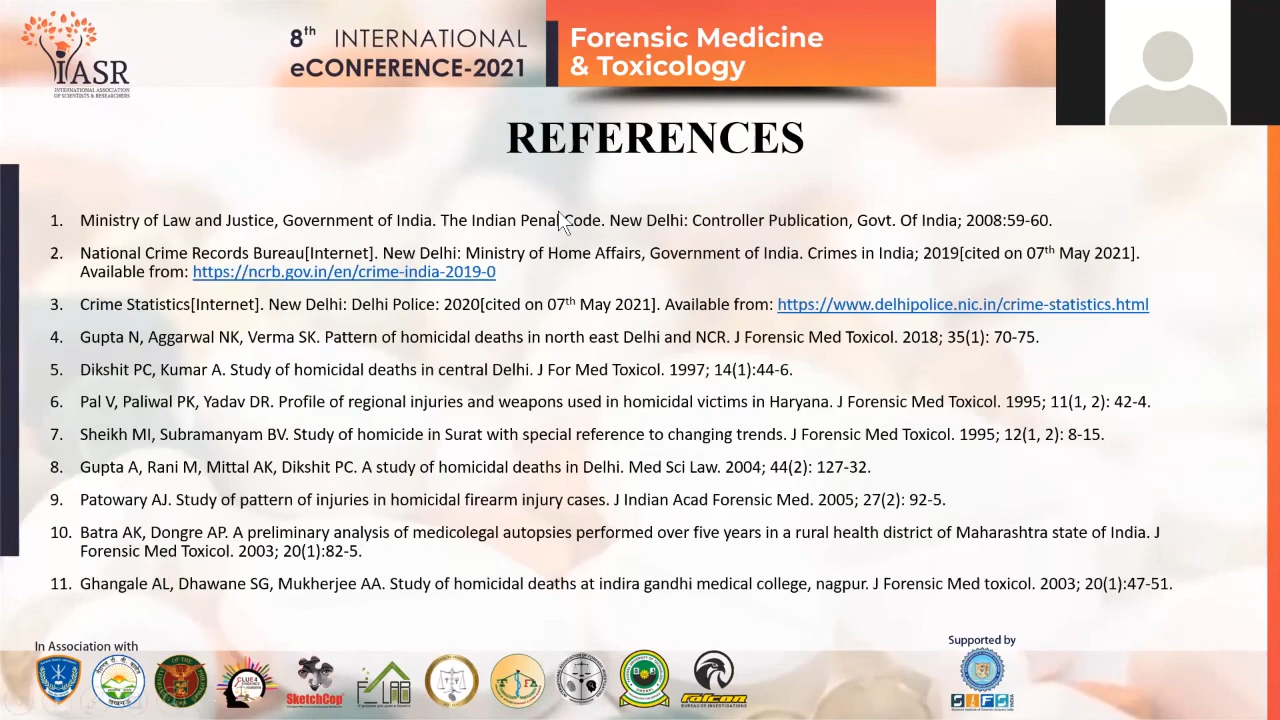 IASR
INTERNATIONAL ASSOCIATION
OF SCIENTISTS & RESEARCHERS
8th INTERNATIONAL
eCONFERENCE-2021
Forensic Medicine
& Toxicology
REFERENCES
1. Ministry of Law and Justice, Government of India. The Indian Penal Code. New Delhi: Controller Publication, Govt. Of India; 2008:59-60.
2. National Crime Records Bureau[Internet]. New Delhi: Ministry of Home Affairs, Government of India. Crimes in India; 2019[cited on 07th May 2021].
Available from: https://ncrb.gov.in/en/crime-india-2019-0
3. Crime Statistics[Internet]. New Delhi: Delhi Police: 2020[cited on 07th May 2021]. Available from: https://www.delhipolice.nic.in/crime-statistics.html
4. Gupta N, Aggarwal NK, Verma SK. Pattern of homicidal deaths in north east Delhi and NCR. J Forensic Med Toxicol. 2018; 35(1): 70-75.
5. Dikshit PC, Kumar A. Study of homicidal deaths in central Delhi. J For Med Toxicol. 1997; 14(1):44-6.
6. Pal V, Paliwal PK, Yadav DR. Profile of regional injuries and weapons used in homicidal victims in Haryana. J Forensic Med Toxicol. 1995; 11(1, 2): 42-4.
7. Sheikh MI, Subramanyam BV. Study of homicide in Surat with special reference to changing trends. J Forensic Med Toxicol. 1995; 12(1, 2): 8-15.
8. Gupta A, Rani M, Mittal AK, Dikshit PC. A study of homicidal deaths in Delhi. Med Sci Law. 2004; 44(2): 127-32.
9. Patowary AJ. Study of pattern of injuries in homicidal firearm injury cases. J Indian Acad Forensic Med. 2005; 27(2): 92-5.
10. Batra AK, Dongre AP. A preliminary analysis of medicolegal autopsies performed over five years in a rural health district of Maharashtra state of India. J
Forensic Med Toxicol. 2003; 20(1):82-5.
11. Ghangale AL, Dhawane SG, Mukherjee AA. Study of homicidal deaths at indira gandhi medical college, nagpur. J Forensic Med toxicol. 2003; 20(1):47-51.
In Association with
Supported by
CLUE4
SketchCop
LAB
falcon
BUREAU OF INVESTIGATIONS
SIFS